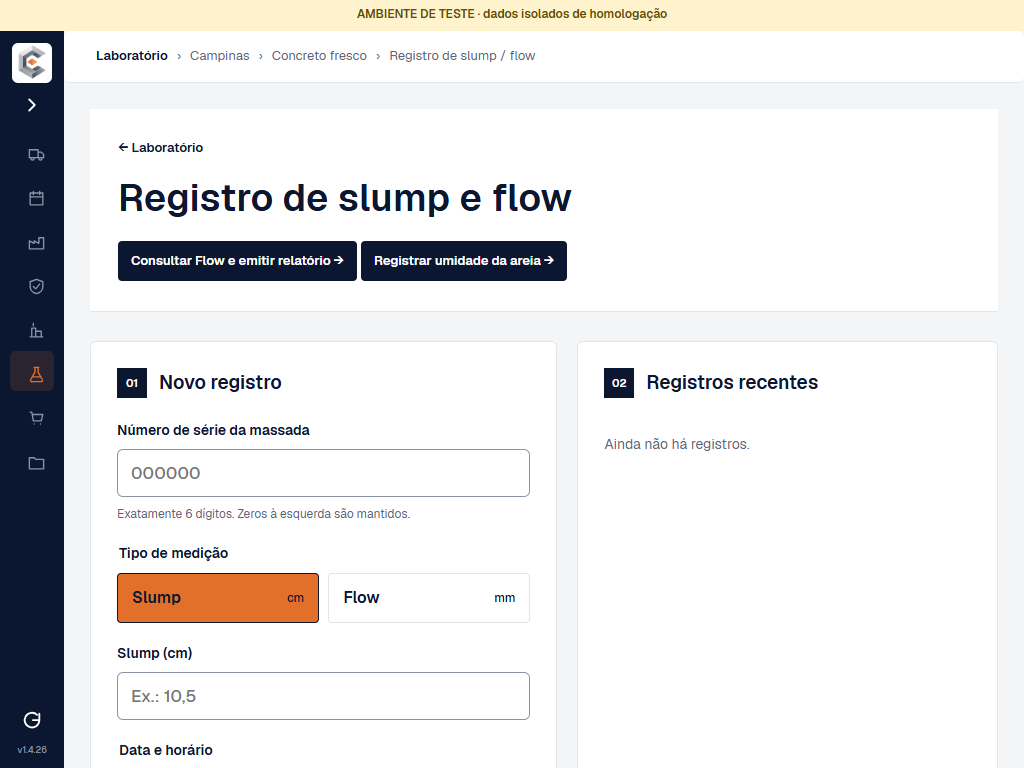 AMBIENTE DE TESTE · dados isolados de homologação
Laboratório › Campinas › Concreto fresco › Registro de slump / flow
← Laboratório
Registro de slump e flow
Consultar Flow e emitir relatório → Registrar umidade da areia →
01 Novo registro
Número de série da massada
000000
Exatamente 6 dígitos. Zeros à esquerda são mantidos.
Tipo de medição
Slump cm Flow mm
Slump (cm)
Ex.: 10,5
Data e horário
02 Registros recentes
Ainda não há registros.
v1.4.26